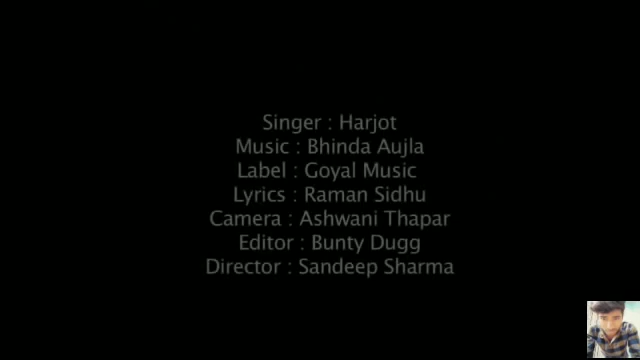 Singer : Harjot
Music : Bhinda Aujla
Label : Goyal Music
Lyrics : Raman Sidhu
Camera : Ashwani Thapar
Editor : Bunty Dugg
Director : Sandeep Sharma